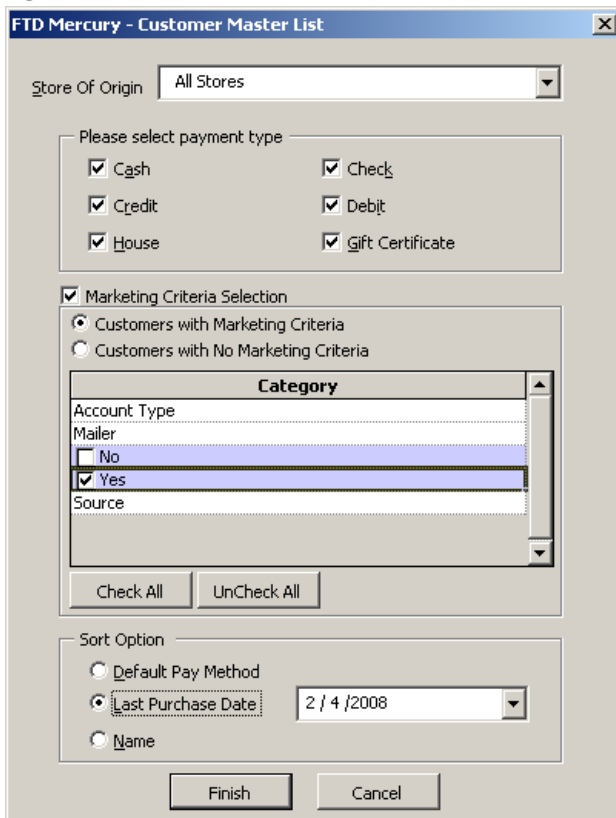 FTD Mercury - Customer Master List
Store Of Origin All Stores
Please select payment type
Cash Check
Credit Debit
House Gift Certificate
Marketing Criteria Selection
Customers with Marketing Criteria
Customers with No Marketing Criteria
Category
Account Type
Mailer
No
Yes
Source
Check All UnCheck All
Sort Option
Default Pay Method
Last Purchase Date 2 / 4 /2008
Name
Finish Cancel